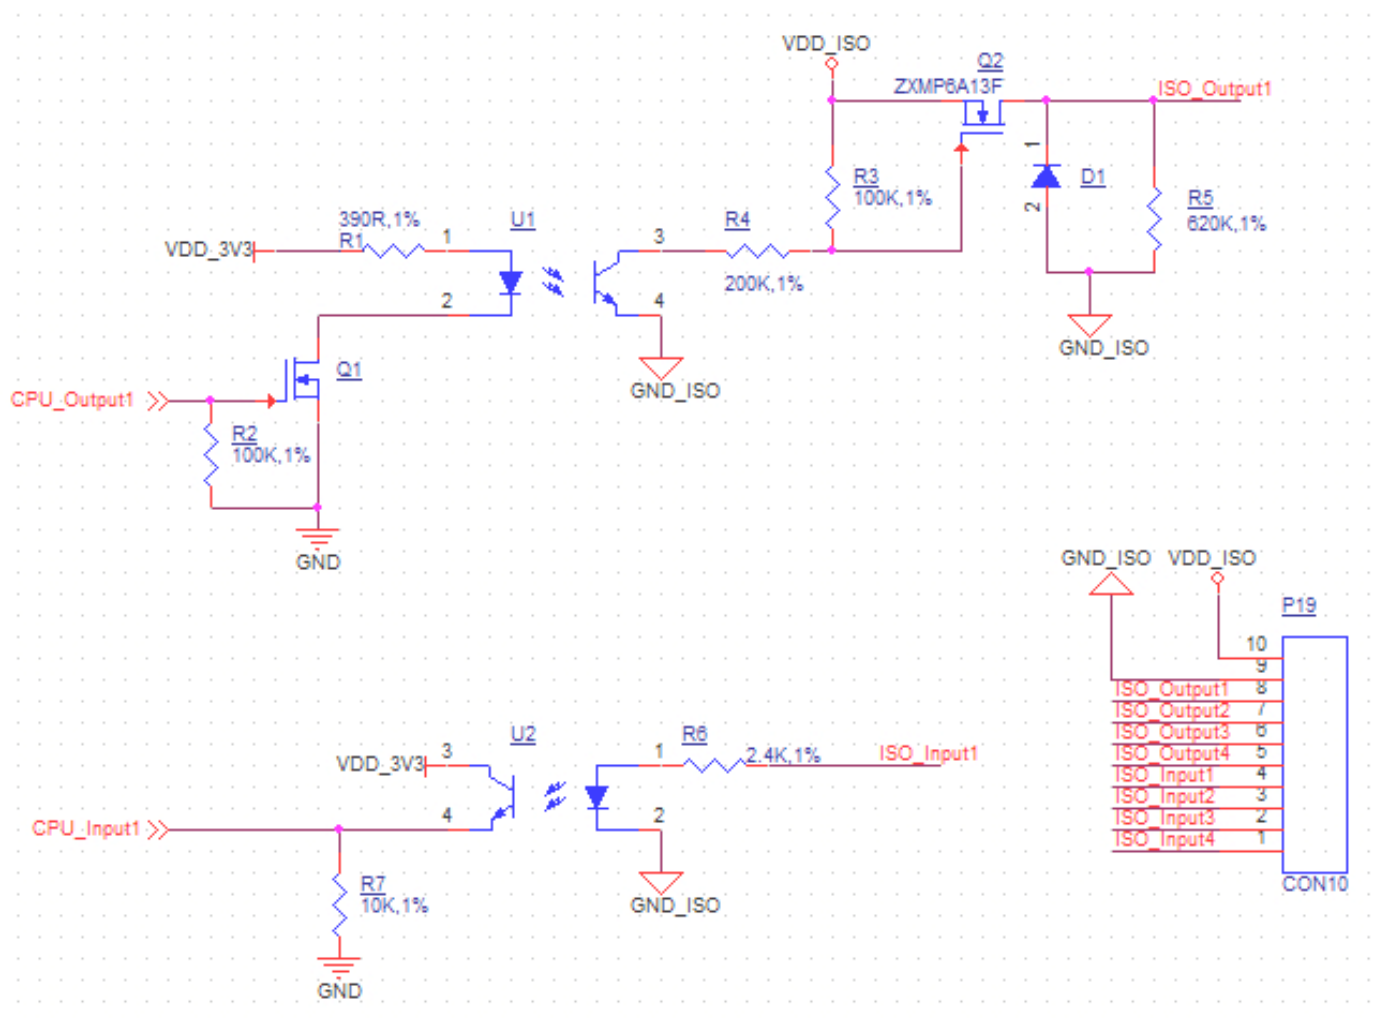 VDD_ISO
Q2
ZXMP6A13F
ISO_Output1
1
D1
2
R3
100K,1%
R5
620K,1%
390R,1%
R1
VDD_3V3
1
U1
3
R4
200K,1%
2
4
GND_ISO
GND_ISO
Q1
CPU_Output1
R2
100K,1%
GND
GND_ISO
VDD_ISO
P19
10
9
ISO_Output1 8
ISO_Output2 7
ISO_Output3 6
ISO_Output4 5
ISO_Input1 4
ISO_Input2 3
ISO_Input3 2
ISO_Input4 1
CON10
VDD_3V3
3
U2
1
R6
2.4K,1%
ISO_Input1
CPU_Input1
4
2
R7
10K,1%
GND_ISO
GND